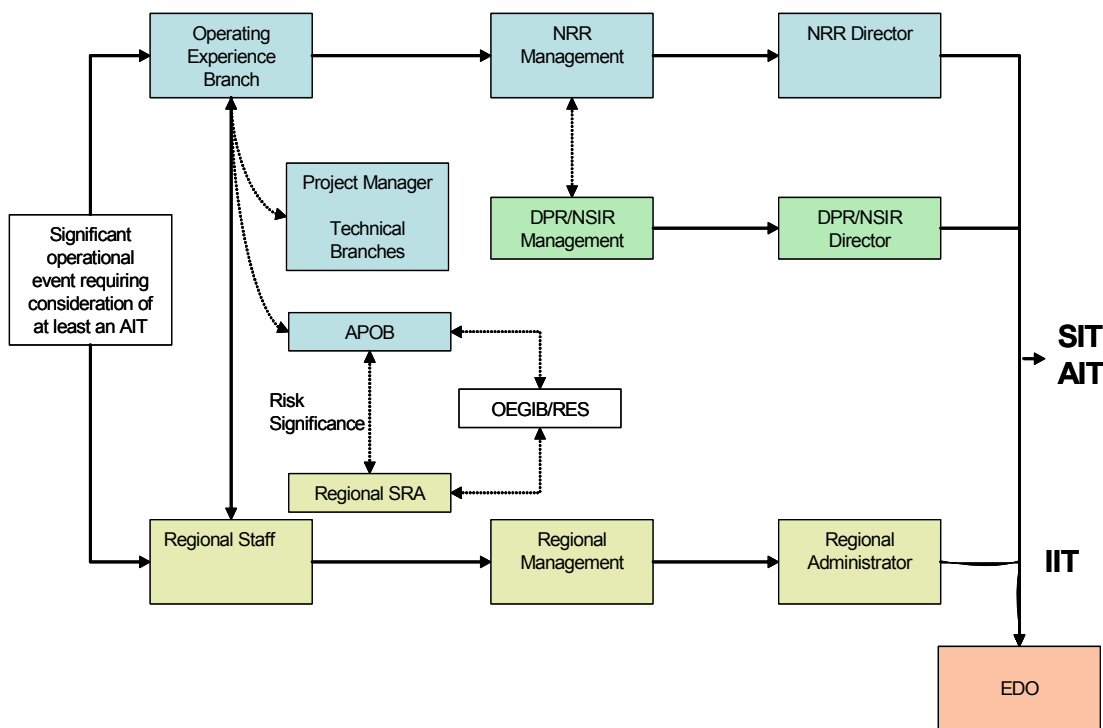 Operating
Experience
Branch
NRR
Management
NRR Director
Project Manager
Technical
Branches
DPR/NSIR
Management
DPR/NSIR
Director
Significant
operational
event requiring
consideration of
at least an AIT
APOB
SIT
AIT
Risk
Significance
OEGIB/RES
Regional SRA
Regional Staff
Regional
Management
Regional
Administrator
IIT
EDO